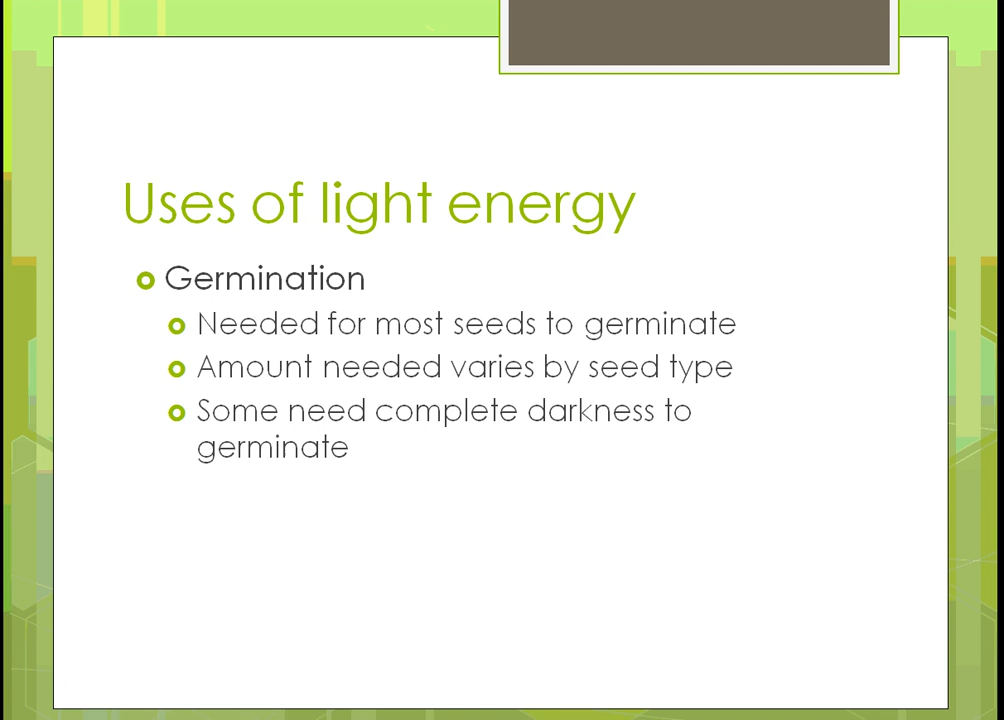 Uses of light energy
Germination
Needed for most seeds to germinate
Amount needed varies by seed type
Some need complete darkness to
germinate